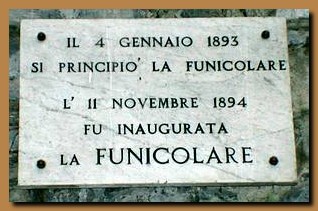 IL 4 GENNAIO 1893
SI PRINCIPIO' LA FUNICOLARE
L' 11 NOVEMBRE 1894
FU INAUGURATA
LA FUNICOLARE